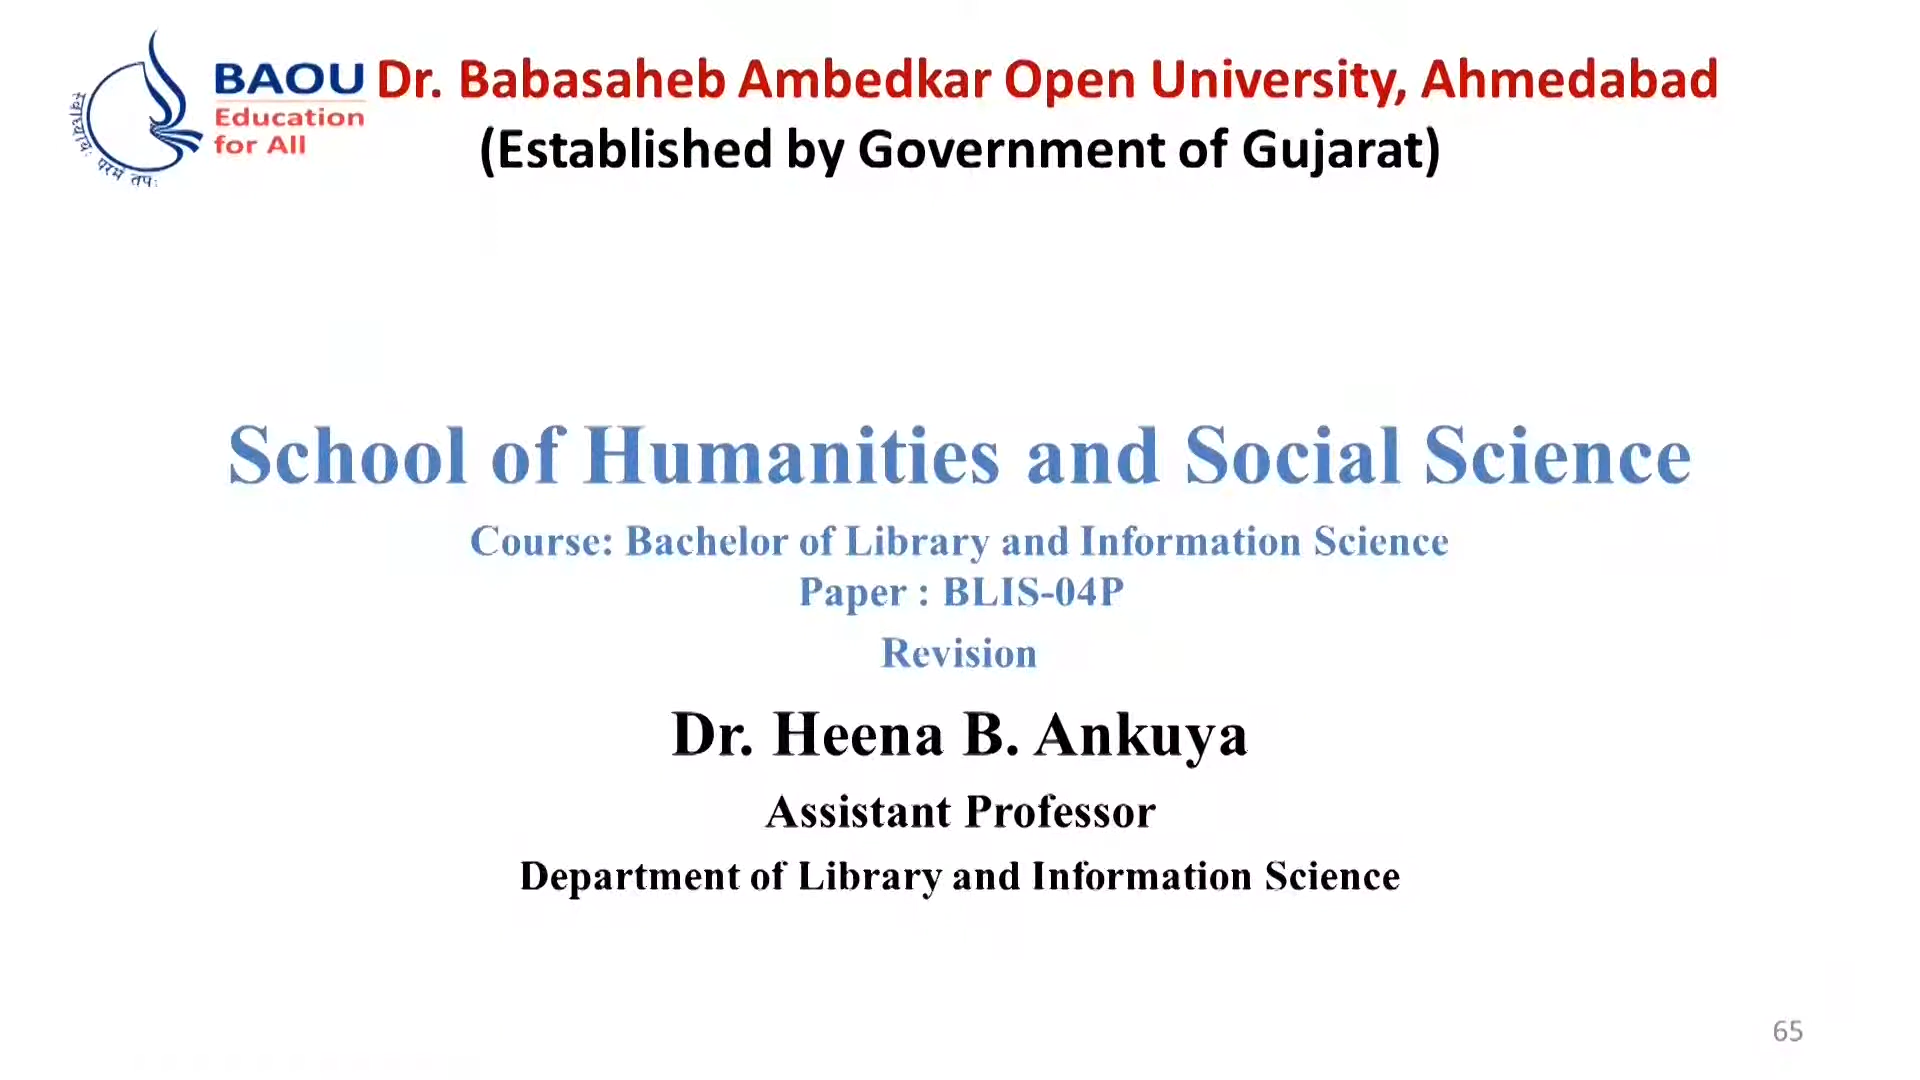 स्वाध्यायः परमं तपः
BAOU
Education
for All
Dr. Babasaheb Ambedkar Open University, Ahmedabad
(Established by Government of Gujarat)
School of Humanities and Social Science
Course: Bachelor of Library and Information Science
Paper : BLIS-04P
Revision
Dr. Heena B. Ankuya
Assistant Professor
Department of Library and Information Science
65